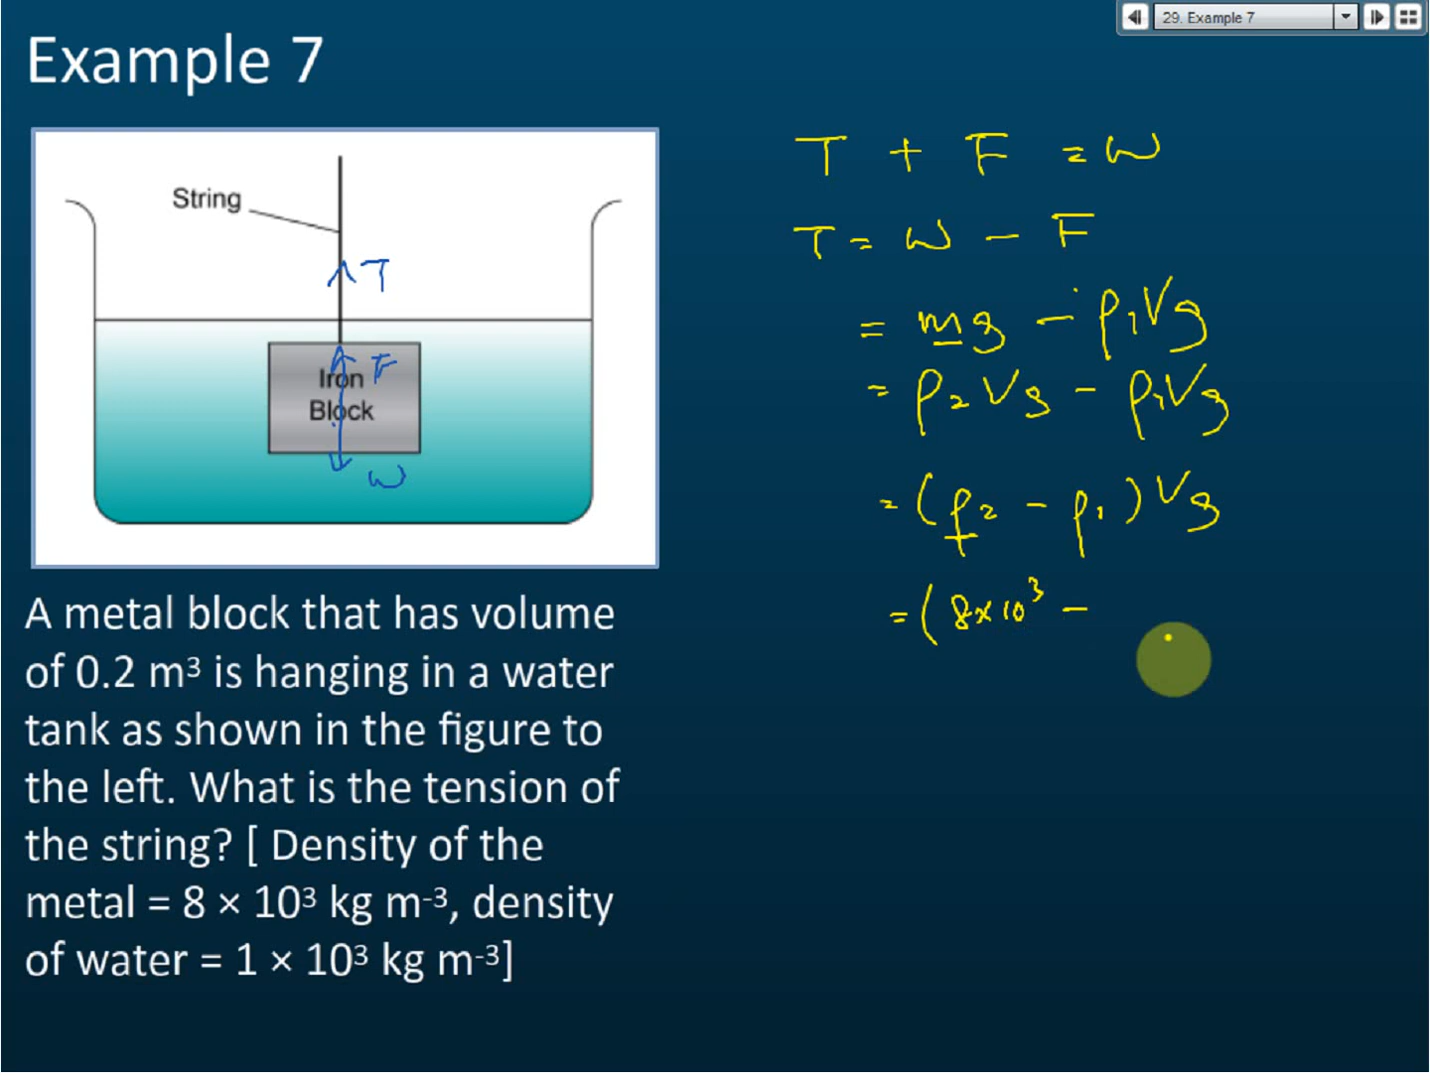 29. Example 7
Example 7
String
T
Iron F
Block
W
T + F = W
T = W - F
= mg - ρ₁Vg
= ρ₂Vg - ρ₁Vg
= (ρ₂ - ρ₁)Vg
= (8×10³ -
A metal block that has volume
of 0.2 m³ is hanging in a water
tank as shown in the figure to
the left. What is the tension of
the string? [ Density of the
metal = 8 × 10³ kg m⁻³, density
of water = 1 × 10³ kg m⁻³]